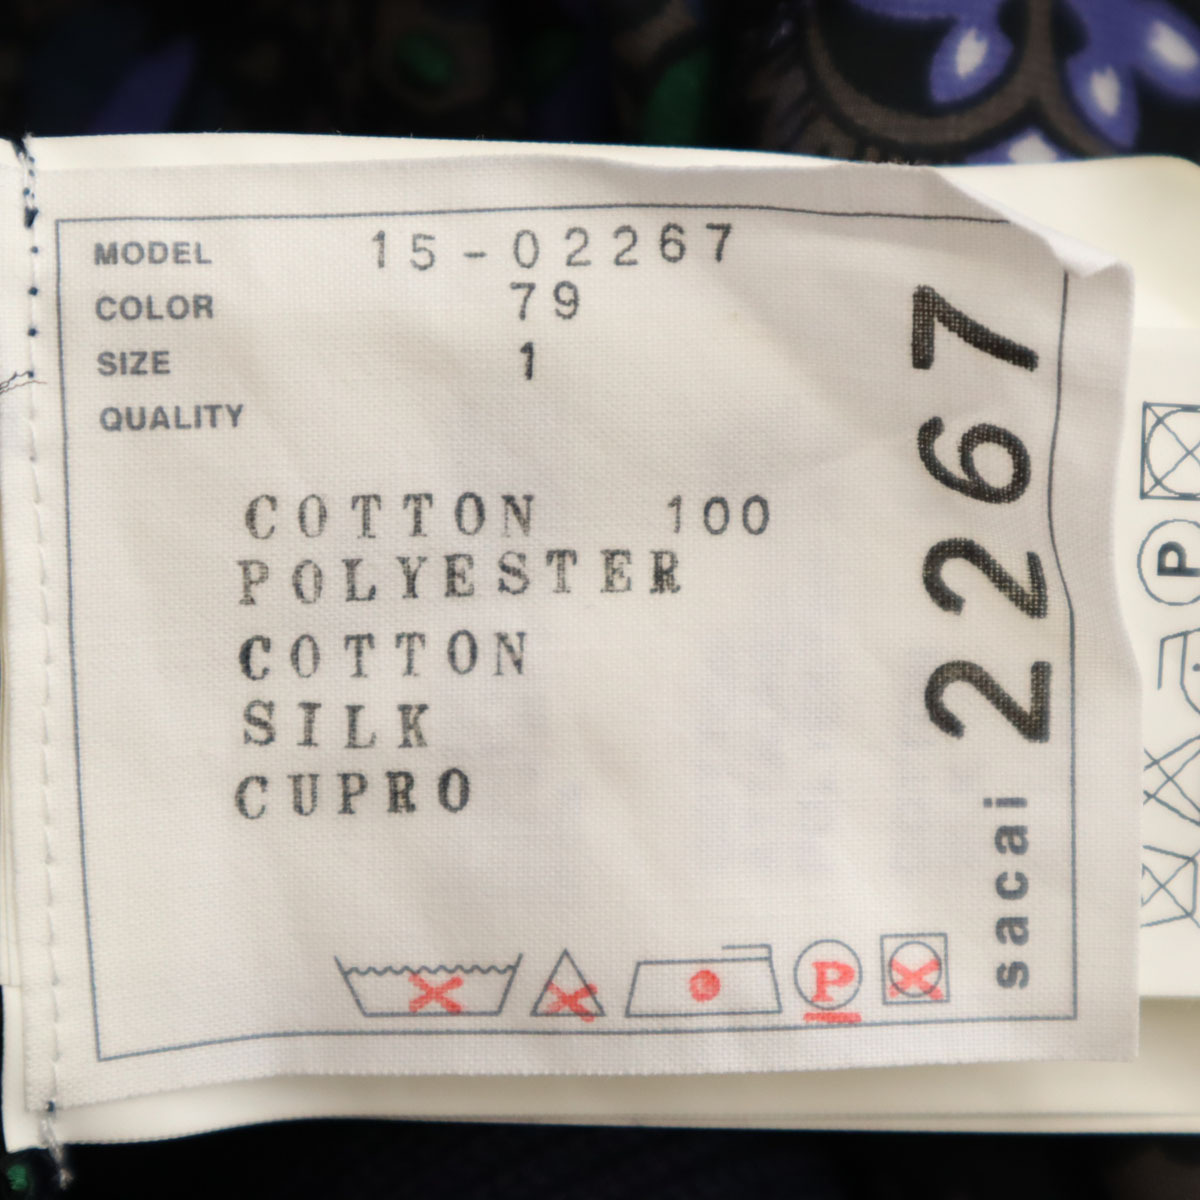 MODEL 15-02267
COLOR 79
SIZE 1
QUALITY
COTTON 100
POLYESTER
COTTON
SILK
CUPRO
P
sacai 2267
P